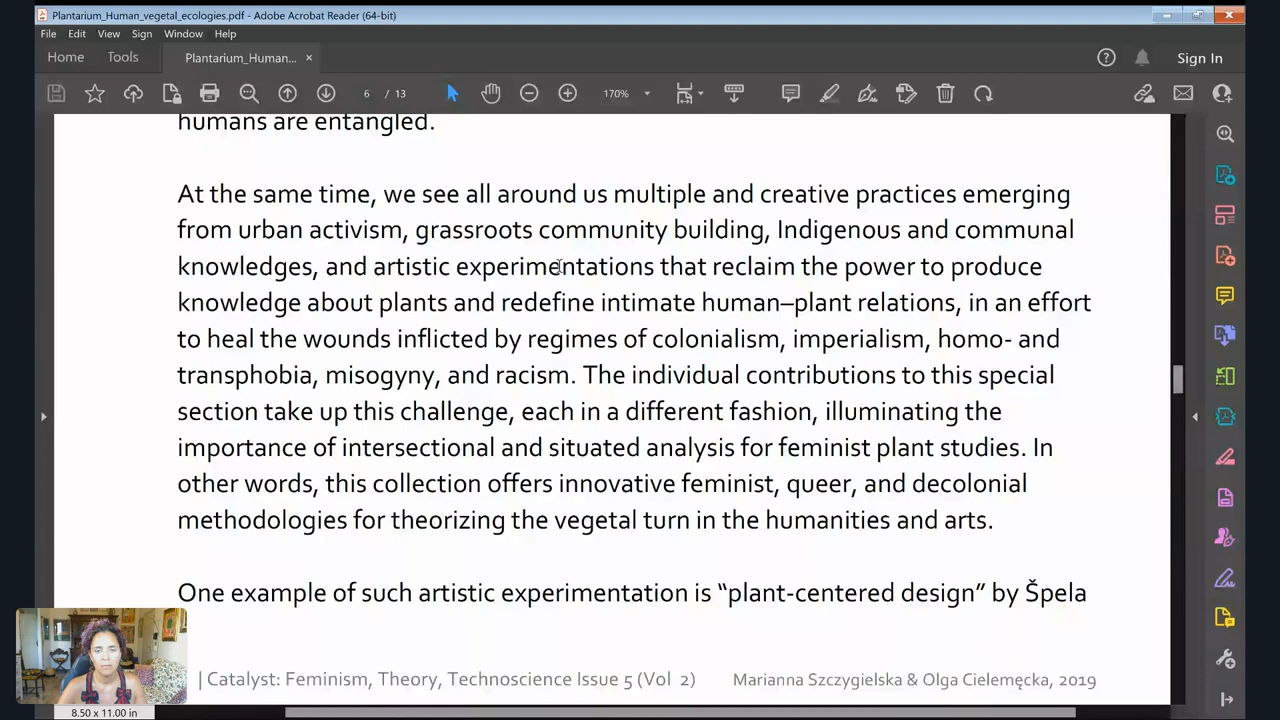 Plantarium_Human_vegetal_ecologies.pdf - Adobe Acrobat Reader (64-bit)
File Edit View Sign Window Help
Home Tools Plantarium_Human... × Sign In
6 / 13 170%
humans are entangled.
At the same time, we see all around us multiple and creative practices emerging
from urban activism, grassroots community building, Indigenous and communal
knowledges, and artistic experimentations that reclaim the power to produce
knowledge about plants and redefine intimate human–plant relations, in an effort
to heal the wounds inflicted by regimes of colonialism, imperialism, homo- and
transphobia, misogyny, and racism. The individual contributions to this special
section take up this challenge, each in a different fashion, illuminating the
importance of intersectional and situated analysis for feminist plant studies. In
other words, this collection offers innovative feminist, queer, and decolonial
methodologies for theorizing the vegetal turn in the humanities and arts.
One example of such artistic experimentation is “plant-centered design” by Špela
| Catalyst: Feminism, Theory, Technoscience Issue 5 (Vol 2) Marianna Szczygielska & Olga Cielemęcka, 2019
8.50 x 11.00 in